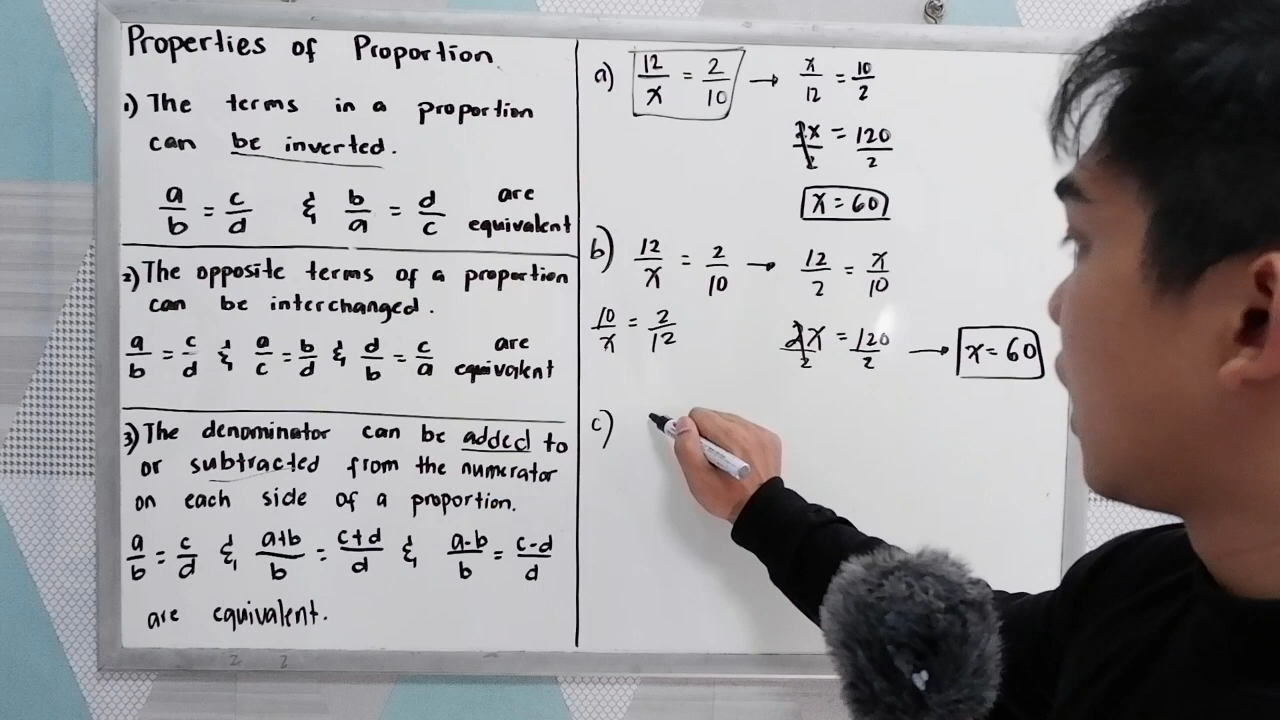 Properties of Proportion
1) The terms in a proportion
can be inverted.
a/b = c/d & b/a = d/c are equivalent
2) The opposite terms of a proportion
can be interchanged.
a/b = c/d & a/c = b/d & d/b = c/a are equivalent
3) The denominator can be added to
or subtracted from the numerator
on each side of a proportion.
a/b = c/d & a+b/b = c+d/d & a-b/b = c-d/d
are equivalent.
a) 12/x = 2/10 → x/12 = 10/2
2x/2 = 120/2
x = 60
b) 12/x = 2/10 → 12/2 = x/10
10/x = 2/12
2x/2 = 120/2 → x = 60
c)